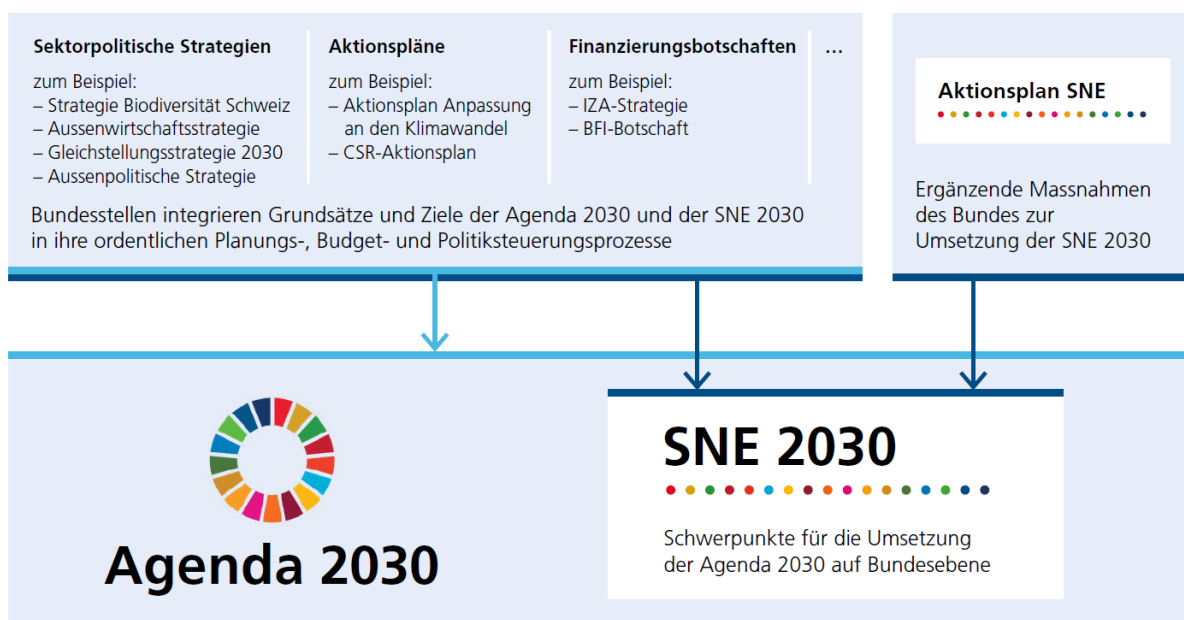 Sektorpolitische Strategien
zum Beispiel:
– Strategie Biodiversität Schweiz
– Aussenwirtschaftsstrategie
– Gleichstellungsstrategie 2030
– Aussenpolitische Strategie
Aktionspläne
zum Beispiel:
– Aktionsplan Anpassung
an den Klimawandel
– CSR-Aktionsplan
Finanzierungsbotschaften
zum Beispiel:
– IZA-Strategie
– BFI-Botschaft
...
Bundesstellen integrieren Grundsätze und Ziele der Agenda 2030 und der SNE 2030
in ihre ordentlichen Planungs-, Budget- und Politiksteuerungsprozesse
Aktionsplan SNE
Ergänzende Massnahmen
des Bundes zur
Umsetzung der SNE 2030
Agenda 2030
SNE 2030
Schwerpunkte für die Umsetzung
der Agenda 2030 auf Bundesebene